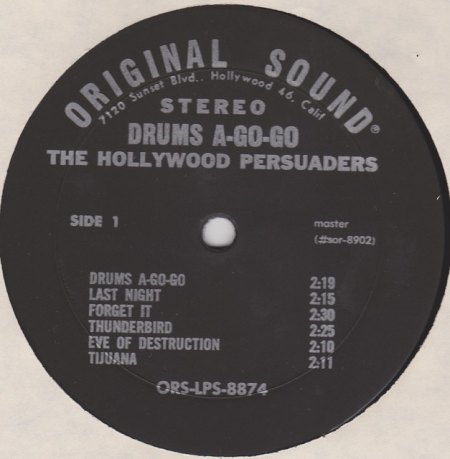 ORIGINAL SOUND®
7120 Sunset Blvd.. Hollywood 46, Calif
STEREO
DRUMS A-GO-GO
THE HOLLYWOOD PERSUADERS
SIDE 1
master
(#sor-8902)
DRUMS A-GO-GO 2:19
LAST NIGHT 2:15
FORGET IT 2:30
THUNDERBIRD 2:25
EVE OF DESTRUCTION 2:10
TIJUANA 2:11
ORS-LPS-8874